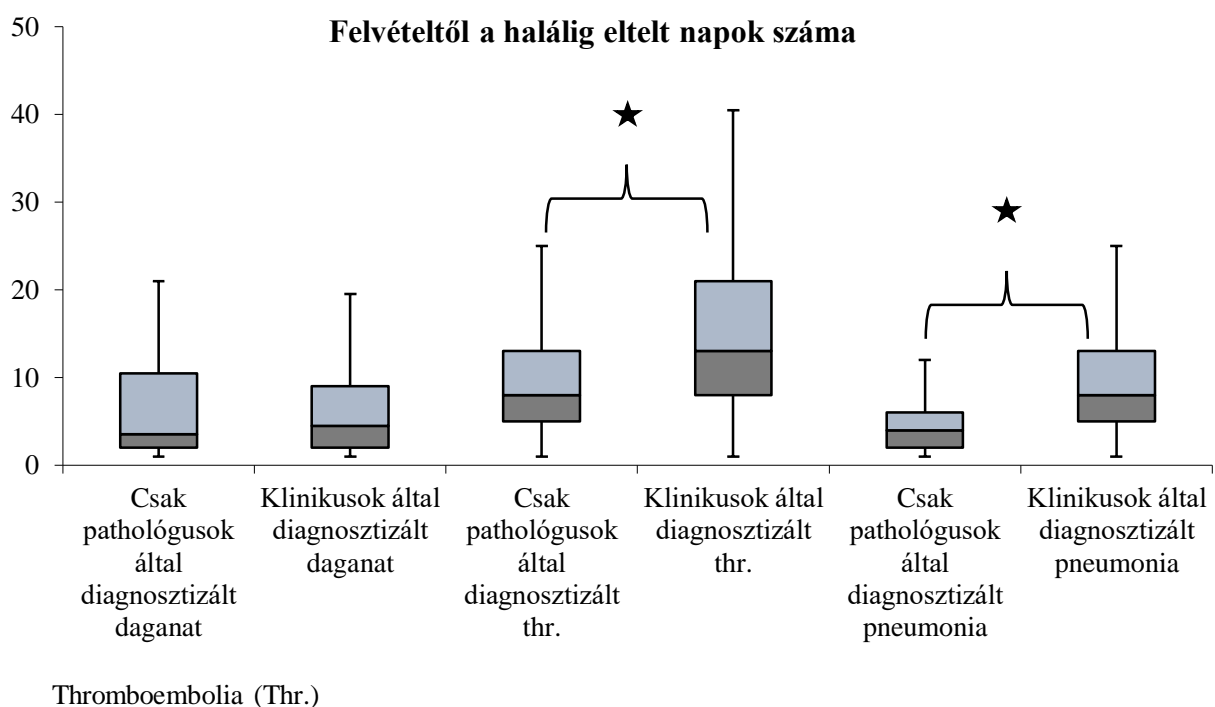 Felvételtől a halálig eltelt napok száma
50
40
30
20
10
0
Csak
pathológusok
által
diagnosztizált
daganat
Klinikusok által
diagnosztizált
daganat
Csak
pathológusok
által
diagnosztizált
thr.
Klinikusok által
diagnosztizált
thr.
Csak
pathológusok
által
diagnosztizált
pneumonia
Klinikusok által
diagnosztizált
pneumonia
Thromboembolia (Thr.)